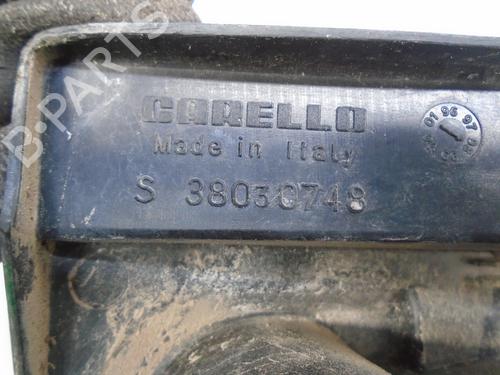 CARELLO
Made in Italy
S 38030748
B-PARTS